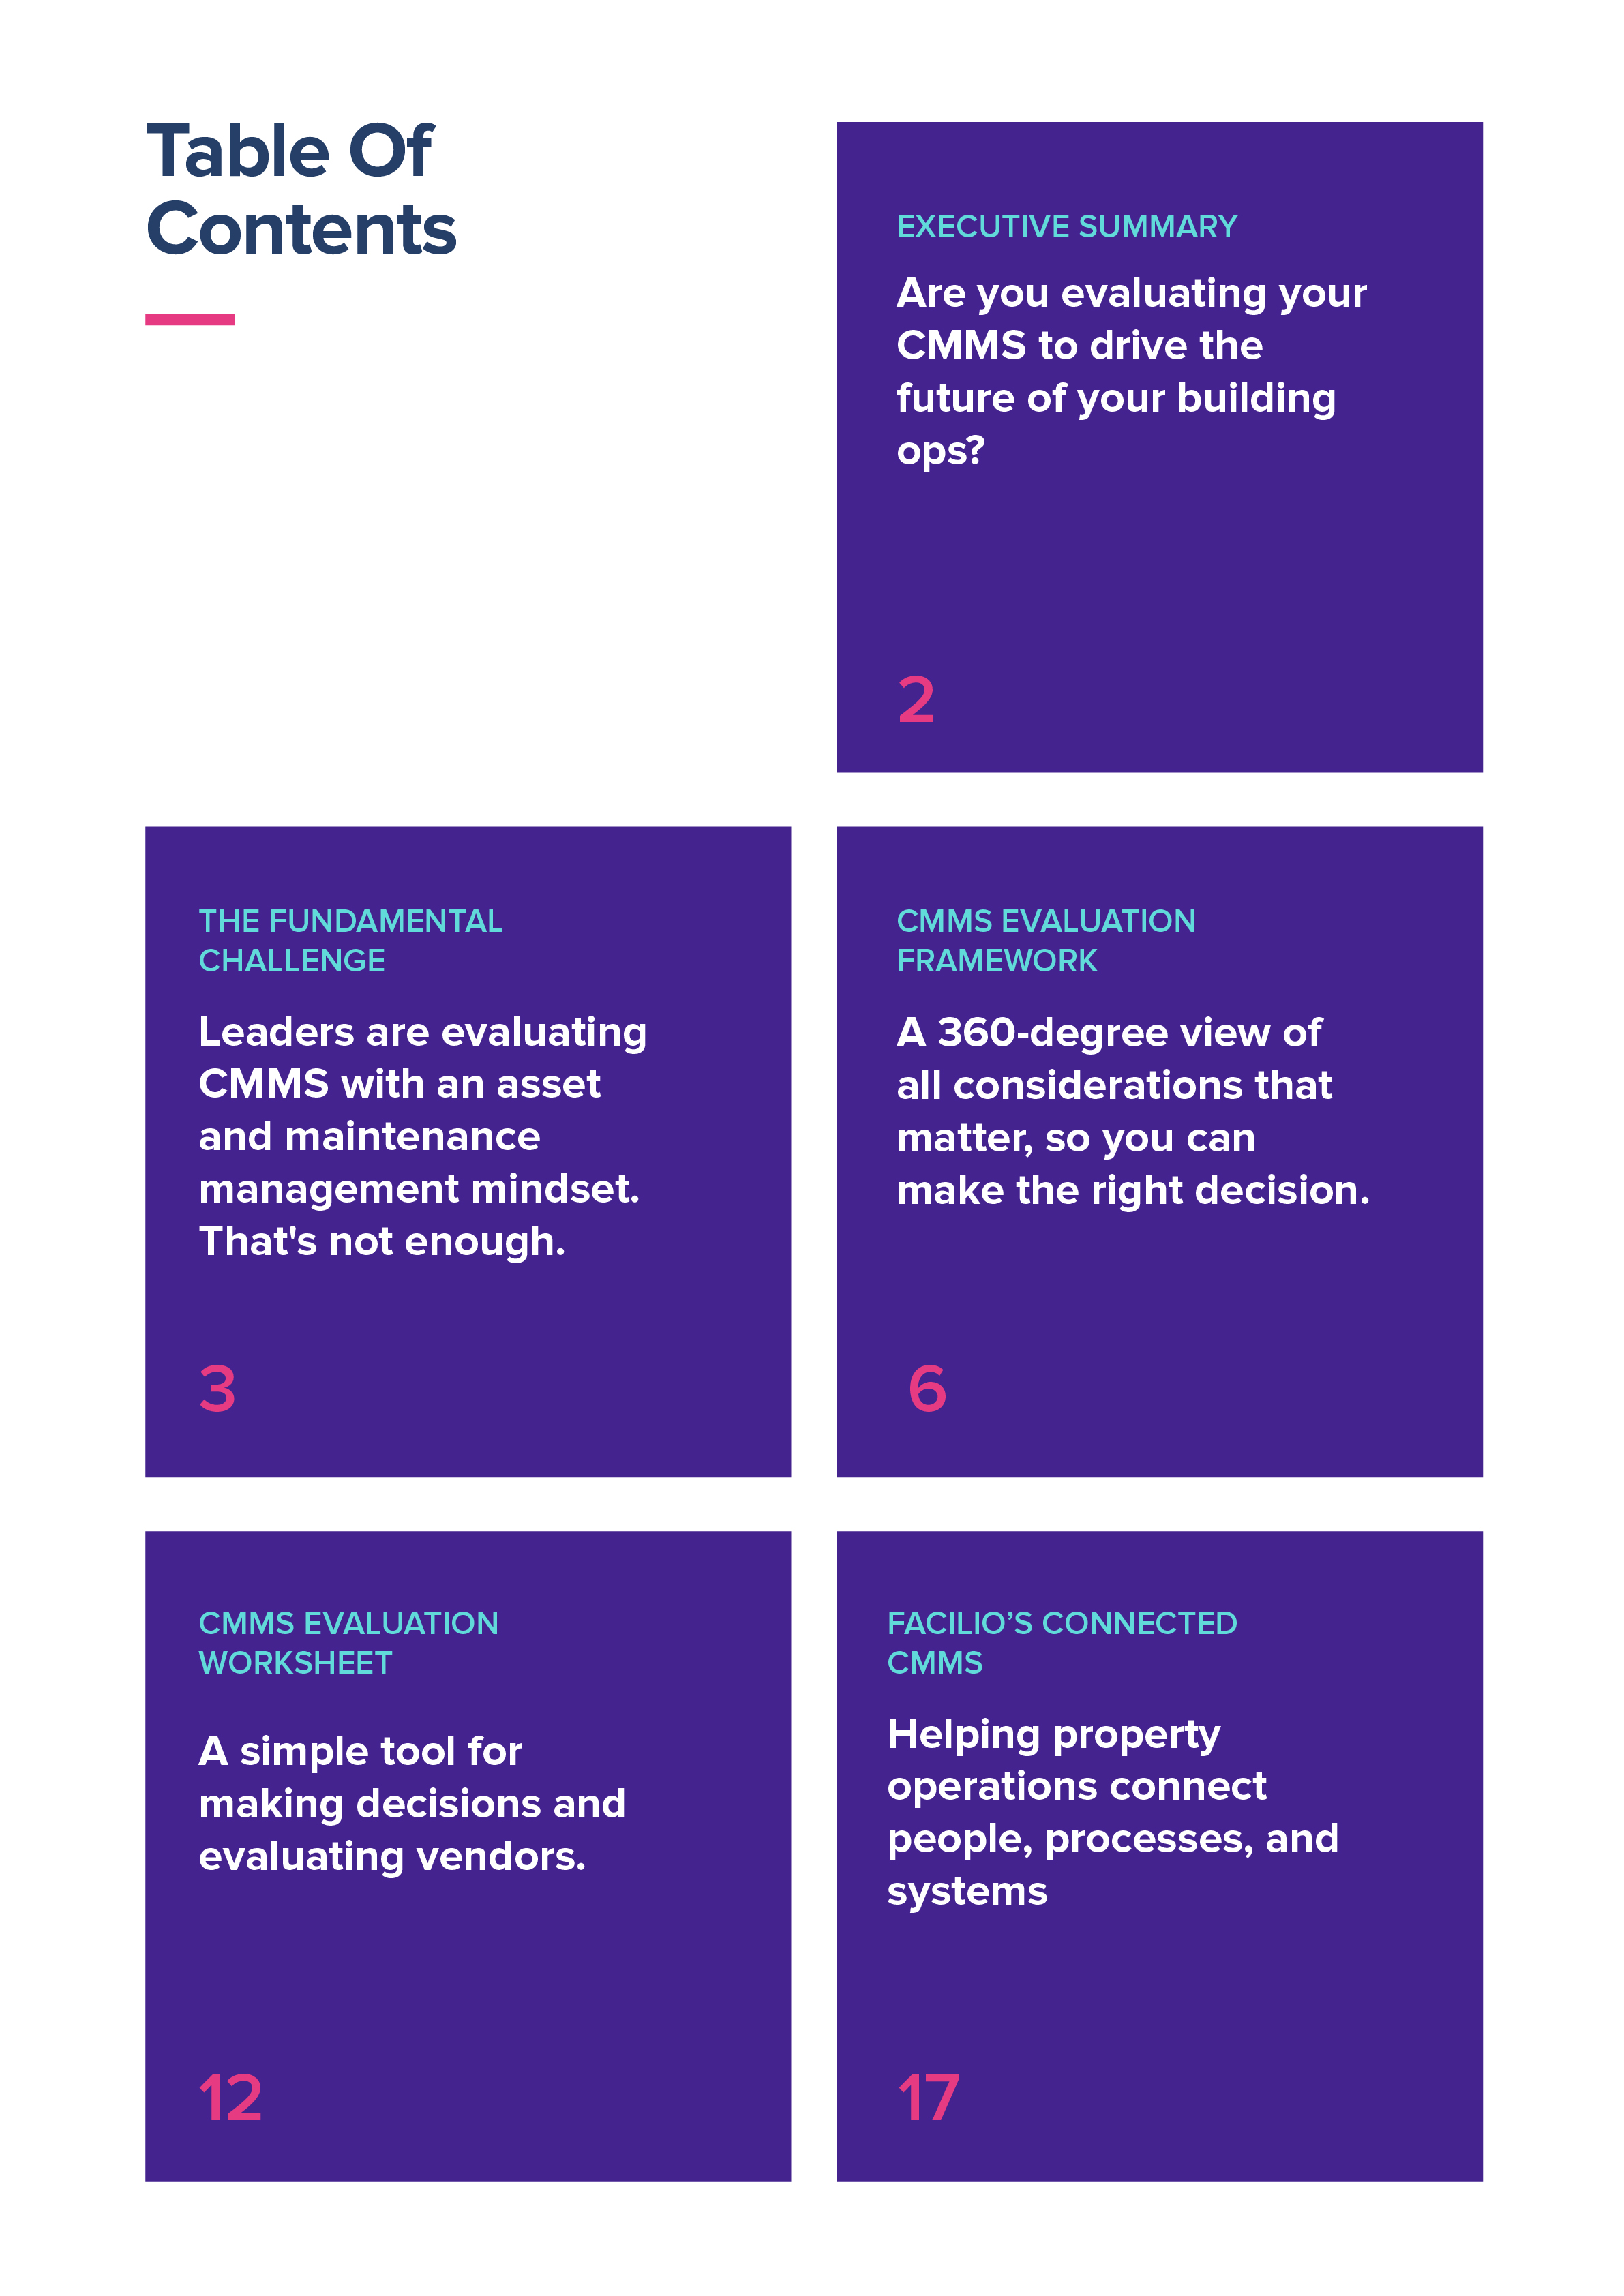 Table Of
Contents
EXECUTIVE SUMMARY
Are you evaluating your
CMMS to drive the
future of your building
ops?
2
THE FUNDAMENTAL
CHALLENGE
Leaders are evaluating
CMMS with an asset
and maintenance
management mindset.
That's not enough.
3
CMMS EVALUATION
FRAMEWORK
A 360-degree view of
all considerations that
matter, so you can
make the right decision.
6
CMMS EVALUATION
WORKSHEET
A simple tool for
making decisions and
evaluating vendors.
12
FACILIO’S CONNECTED
CMMS
Helping property
operations connect
people, processes, and
systems
17